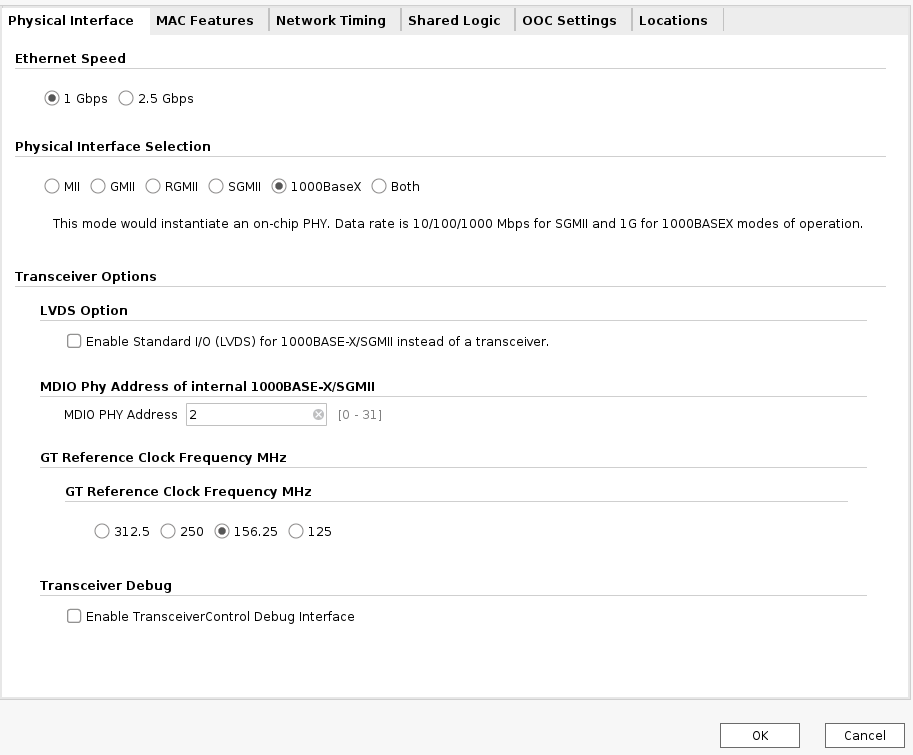 Physical Interface MAC Features Network Timing Shared Logic OOC Settings Locations
Ethernet Speed
1 Gbps 2.5 Gbps
Physical Interface Selection
MII GMII RGMII SGMII 1000BaseX Both
This mode would instantiate an on-chip PHY. Data rate is 10/100/1000 Mbps for SGMII and 1G for 1000BASEX modes of operation.
Transceiver Options
LVDS Option
Enable Standard I/O (LVDS) for 1000BASE-X/SGMII instead of a transceiver.
MDIO Phy Address of internal 1000BASE-X/SGMII
MDIO PHY Address 2 [0 - 31]
GT Reference Clock Frequency MHz
GT Reference Clock Frequency MHz
312.5 250 156.25 125
Transceiver Debug
Enable TransceiverControl Debug Interface
OK Cancel